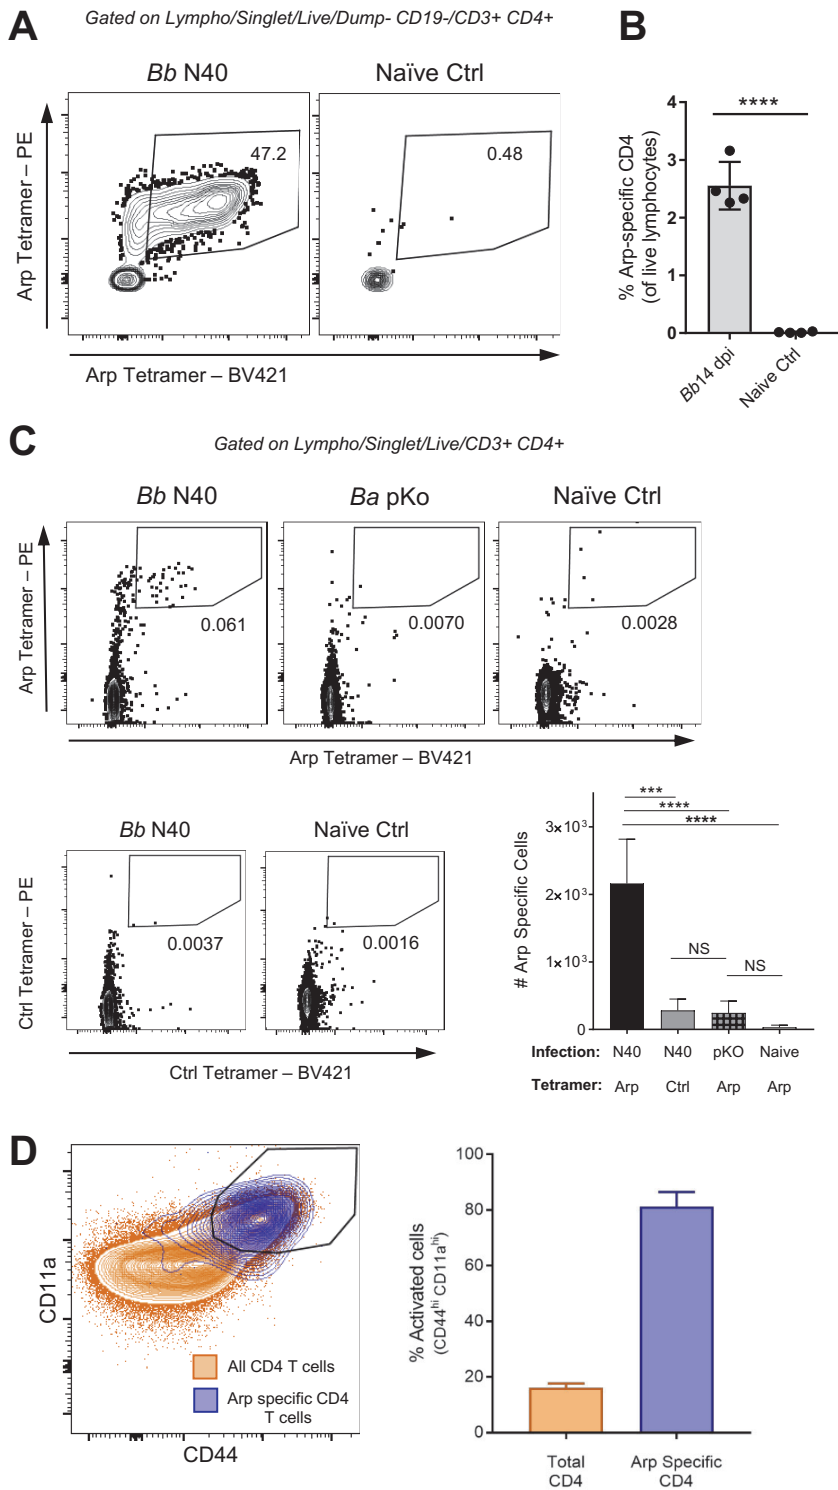 A
Gated on Lympho/Singlet/Live/Dump- CD19-/CD3+ CD4+
Bb N40
Naïve Ctrl
47.2
0.48
Arp Tetramer – PE
Arp Tetramer – BV421
B
****
4
3
2
1
0
% Arp-specific CD4
(of live lymphocytes)
Bb14 dpi
Naive Ctrl
C
Gated on Lympho/Singlet/Live/CD3+ CD4+
Bb N40
Ba pKo
Naïve Ctrl
0.061
0.0070
0.0028
Arp Tetramer – PE
Arp Tetramer – BV421
Bb N40
Naïve Ctrl
0.0037
0.0016
Ctrl Tetramer – PE
Ctrl Tetramer – BV421
***
****
****
NS
NS
3×10³
2×10³
1×10³
0
# Arp Specific Cells
Infection: N40 N40 pKO Naive
Tetramer: Arp Ctrl Arp Arp
D
CD11a
CD44
All CD4 T cells
Arp specific CD4
T cells
100
80
60
40
20
0
% Activated cells
(CD44hi CD11ahi)
Total
CD4
Arp Specific
CD4